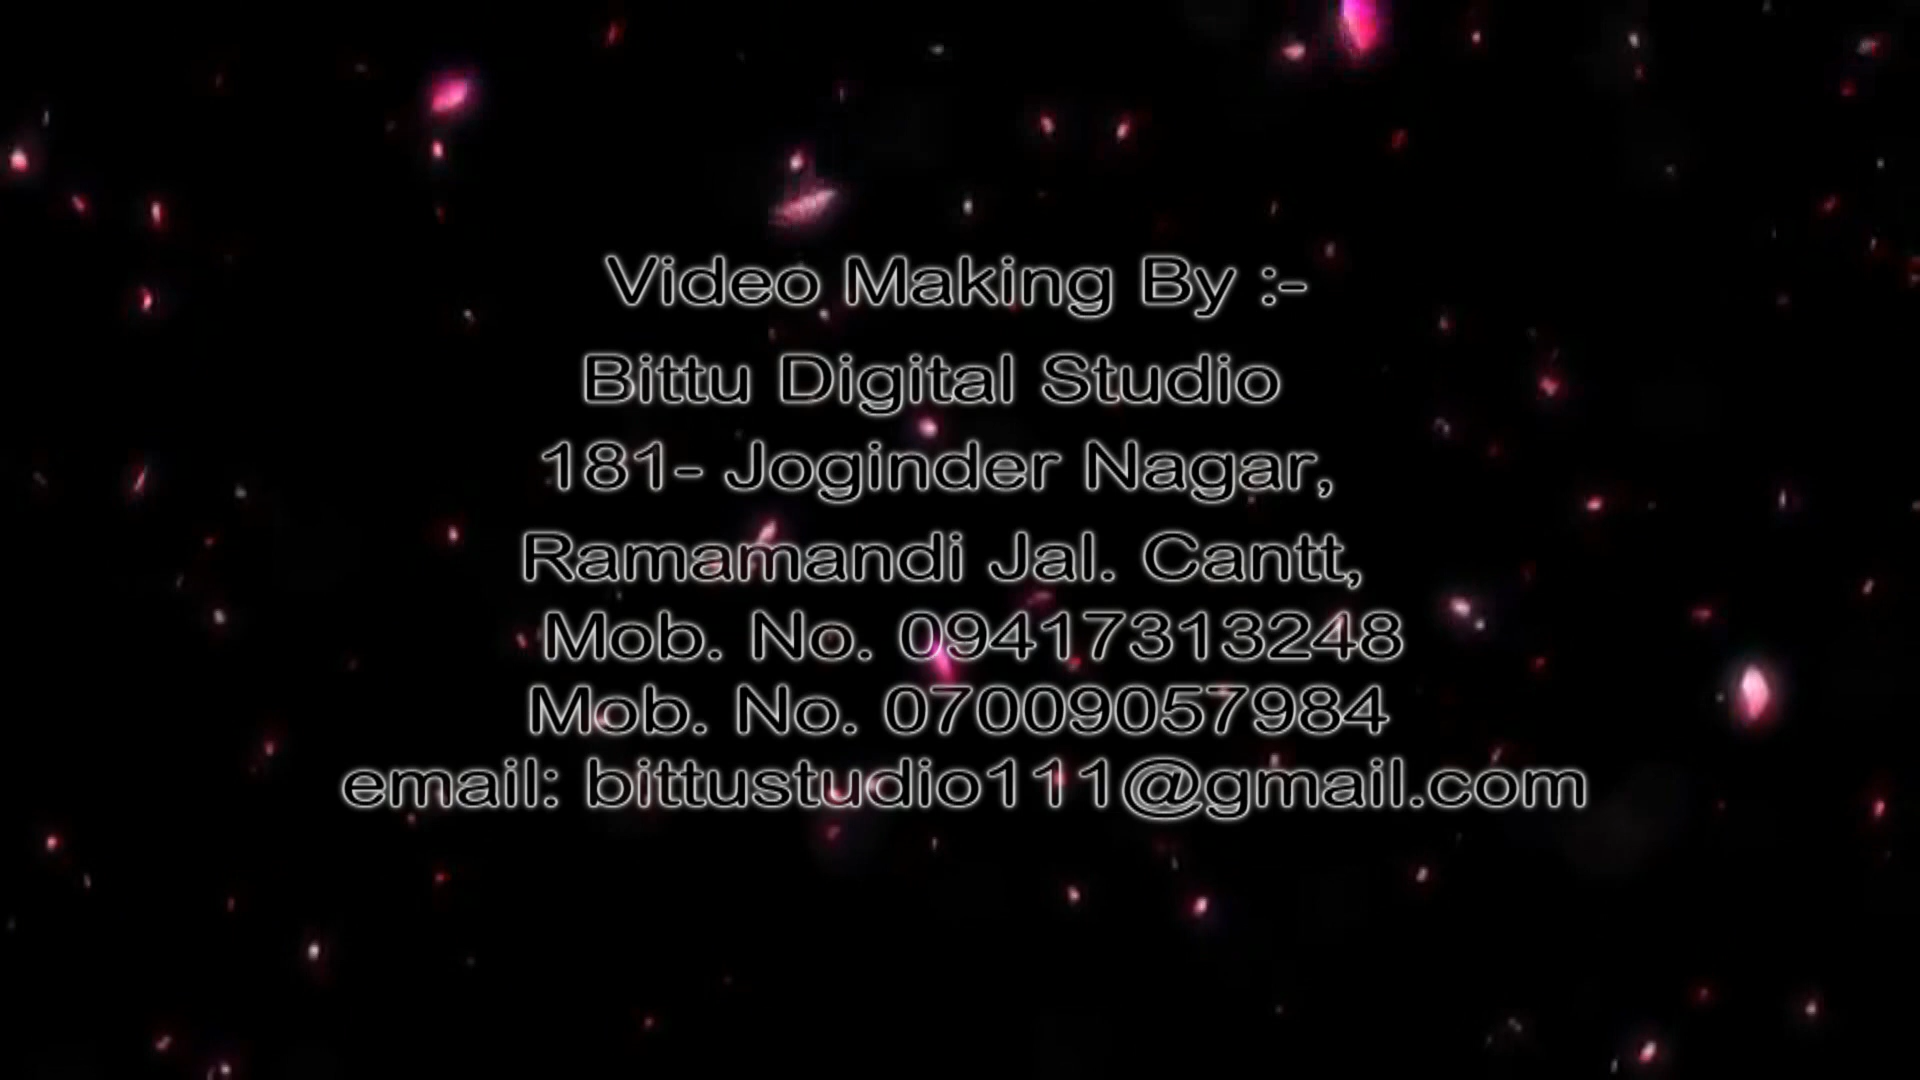 Video Making By :-
Bittu Digital Studio
181- Joginder Nagar,
Ramamandi Jal. Cantt,
Mob. No. 09417313248
Mob. No. 07009057984
email: bittustudio111@gmail.com